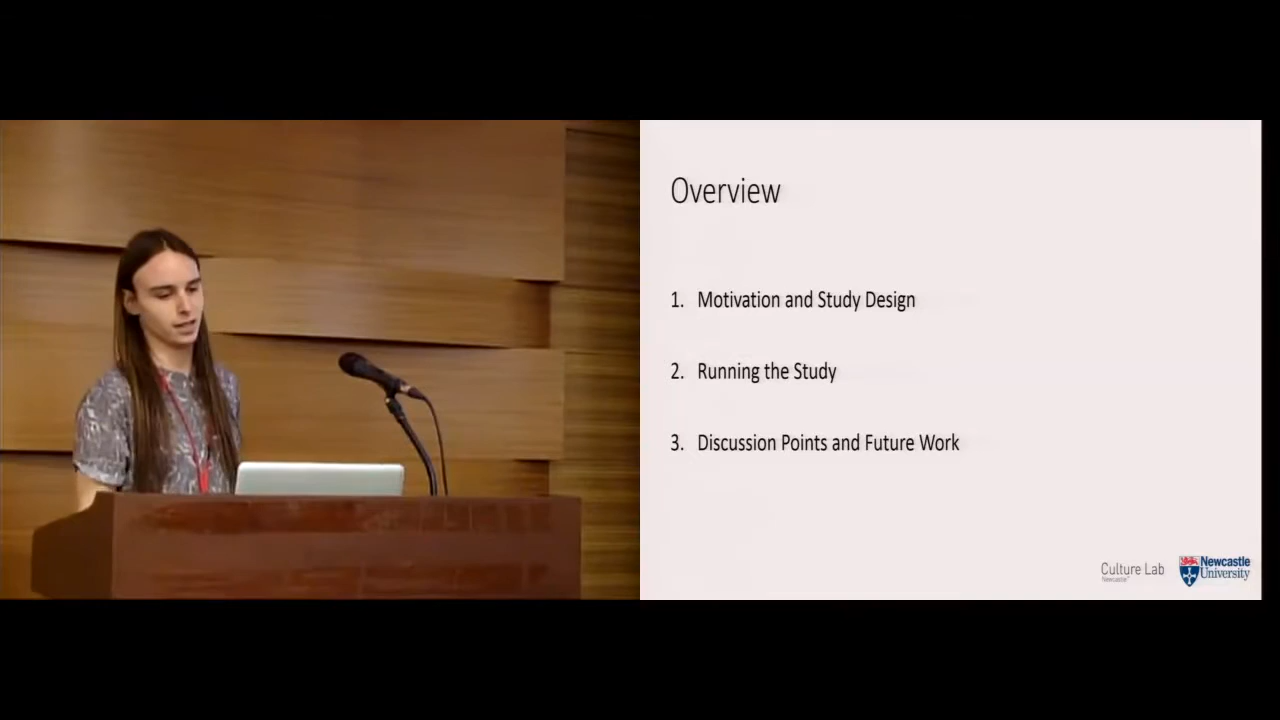 Overview
1. Motivation and Study Design
2. Running the Study
3. Discussion Points and Future Work
Culture Lab
Newcastle
Newcastle
University